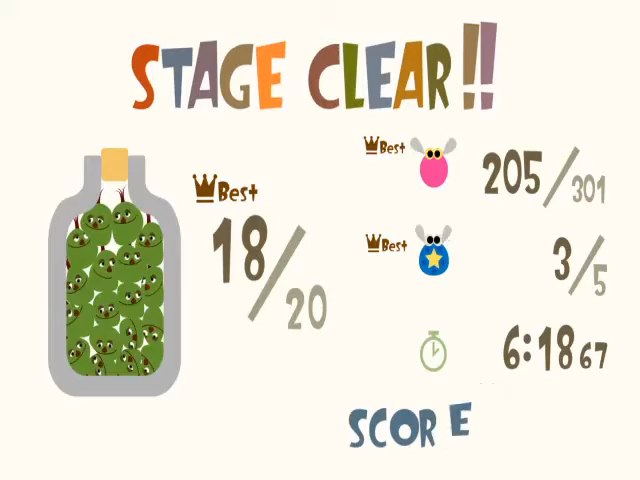 STAGE CLEAR!!
Best
18/20
Best
205/301
Best
3/5
6:18 67
SCORE